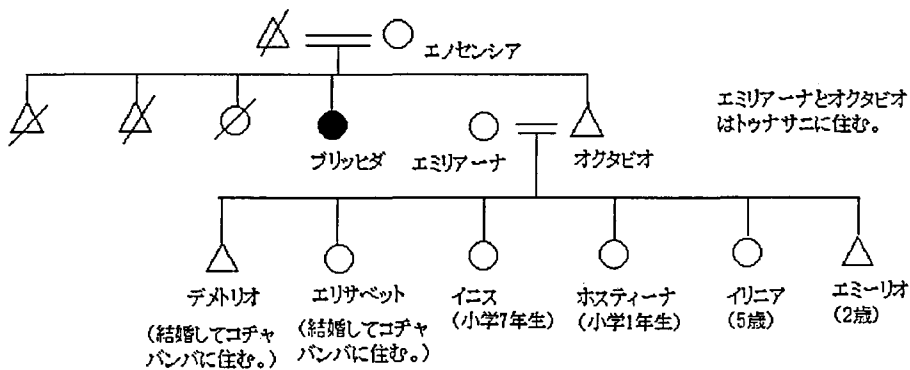 エノセンシア
エミリアーナとオクタビオ
はトゥナサニに住む。
ブリッヒダ
エミリアーナ
オクタビオ
デメトリオ
(結婚してコチャ
バンバに住む。)
エリサベット
(結婚してコチャ
バンバに住む。)
イニス
(小学7年生)
ホスティーナ
(小学1年生)
イリニア
(5歳)
エミーリオ
(2歳)